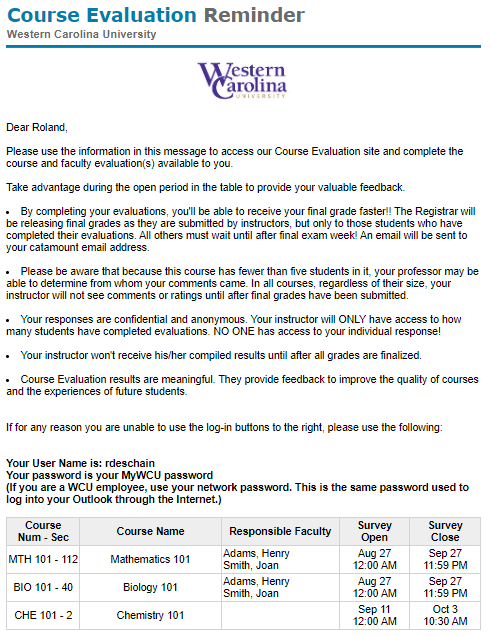 Course Evaluation Reminder
Western Carolina University
Western
Carolina
UNIVERSITY
Dear Roland,
Please use the information in this message to access our Course Evaluation site and complete the
course and faculty evaluation(s) available to you.
Take advantage during the open period in the table to provide your valuable feedback.
• By completing your evaluations, you'll be able to receive your final grade faster!! The Registrar will
be releasing final grades as they are submitted by instructors, but only to those students who have
completed their evaluations. All others must wait until after final exam week! An email will be sent to
your catamount email address.
• Please be aware that because this course has fewer than five students in it, your professor may be
able to determine from whom your comments came. In all courses, regardless of their size, your
instructor will not see comments or ratings until after final grades have been submitted.
• Your responses are confidential and anonymous. Your instructor will ONLY have access to how
many students have completed evaluations. NO ONE has access to your individual response!
• Your instructor won't receive his/her compiled results until after all grades are finalized.
• Course Evaluation results are meaningful. They provide feedback to improve the quality of courses
and the experiences of future students.
If for any reason you are unable to use the log-in buttons to the right, please use the following:
Your User Name is: rdeschain
Your password is your MyWCU password
(If you are a WCU employee, use your network password. This is the same password used to
log into your Outlook through the Internet.)
Course Num - Sec Course Name Responsible Faculty Survey Open Survey Close
MTH 101 - 112 Mathematics 101 Adams, Henry Smith, Joan Aug 27 12:00 AM Sep 27 11:59 PM
BIO 101 - 40 Biology 101 Adams, Henry Smith, Joan Aug 27 12:00 AM Sep 27 11:59 PM
CHE 101 - 2 Chemistry 101 Sep 11 12:00 AM Oct 3 10:30 AM